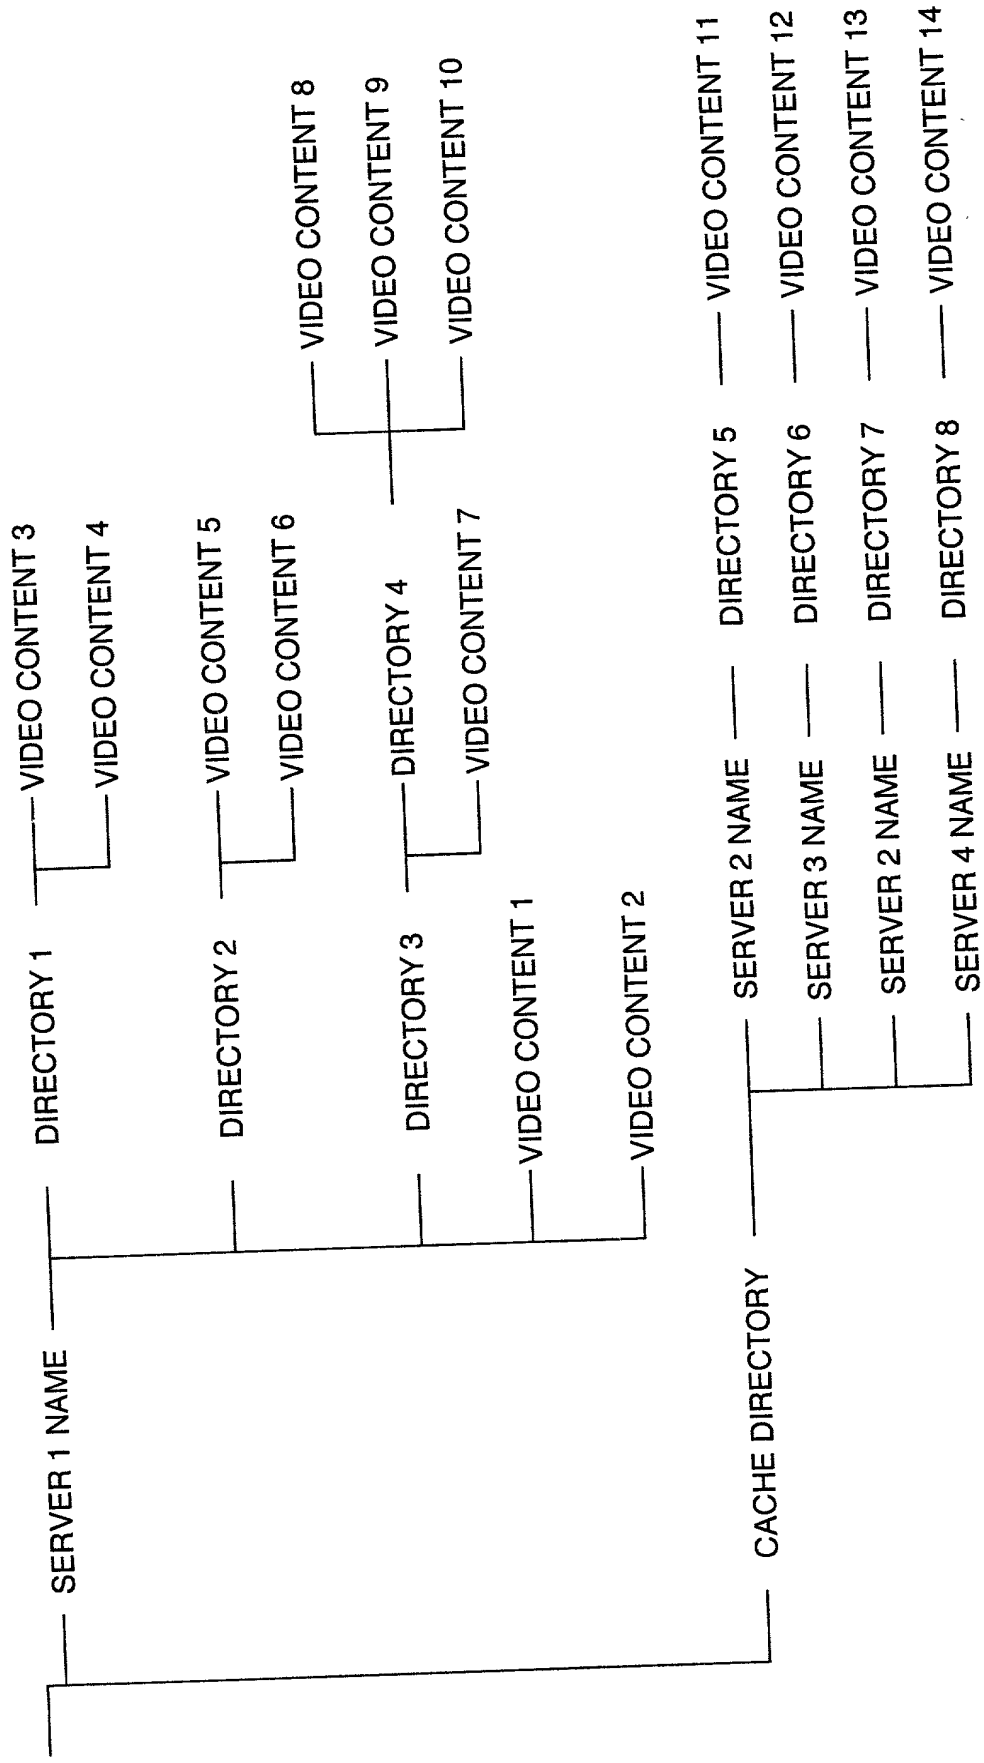 SERVER 1 NAME
DIRECTORY 1
VIDEO CONTENT 3
VIDEO CONTENT 4
DIRECTORY 2
VIDEO CONTENT 5
VIDEO CONTENT 6
DIRECTORY 3
DIRECTORY 4
VIDEO CONTENT 8
VIDEO CONTENT 9
VIDEO CONTENT 10
VIDEO CONTENT 7
VIDEO CONTENT 1
VIDEO CONTENT 2
CACHE DIRECTORY
SERVER 2 NAME
DIRECTORY 5
VIDEO CONTENT 11
SERVER 3 NAME
DIRECTORY 6
VIDEO CONTENT 12
SERVER 2 NAME
DIRECTORY 7
VIDEO CONTENT 13
SERVER 4 NAME
DIRECTORY 8
VIDEO CONTENT 14